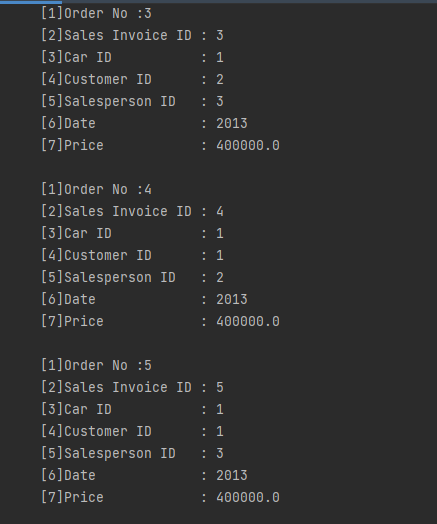 [1]Order No :3
[2]Sales Invoice ID : 3
[3]Car ID           : 1
[4]Customer ID      : 2
[5]Salesperson ID   : 3
[6]Date             : 2013
[7]Price            : 400000.0

[1]Order No :4
[2]Sales Invoice ID : 4
[3]Car ID           : 1
[4]Customer ID      : 1
[5]Salesperson ID   : 2
[6]Date             : 2013
[7]Price            : 400000.0

[1]Order No :5
[2]Sales Invoice ID : 5
[3]Car ID           : 1
[4]Customer ID      : 1
[5]Salesperson ID   : 3
[6]Date             : 2013
[7]Price            : 400000.0